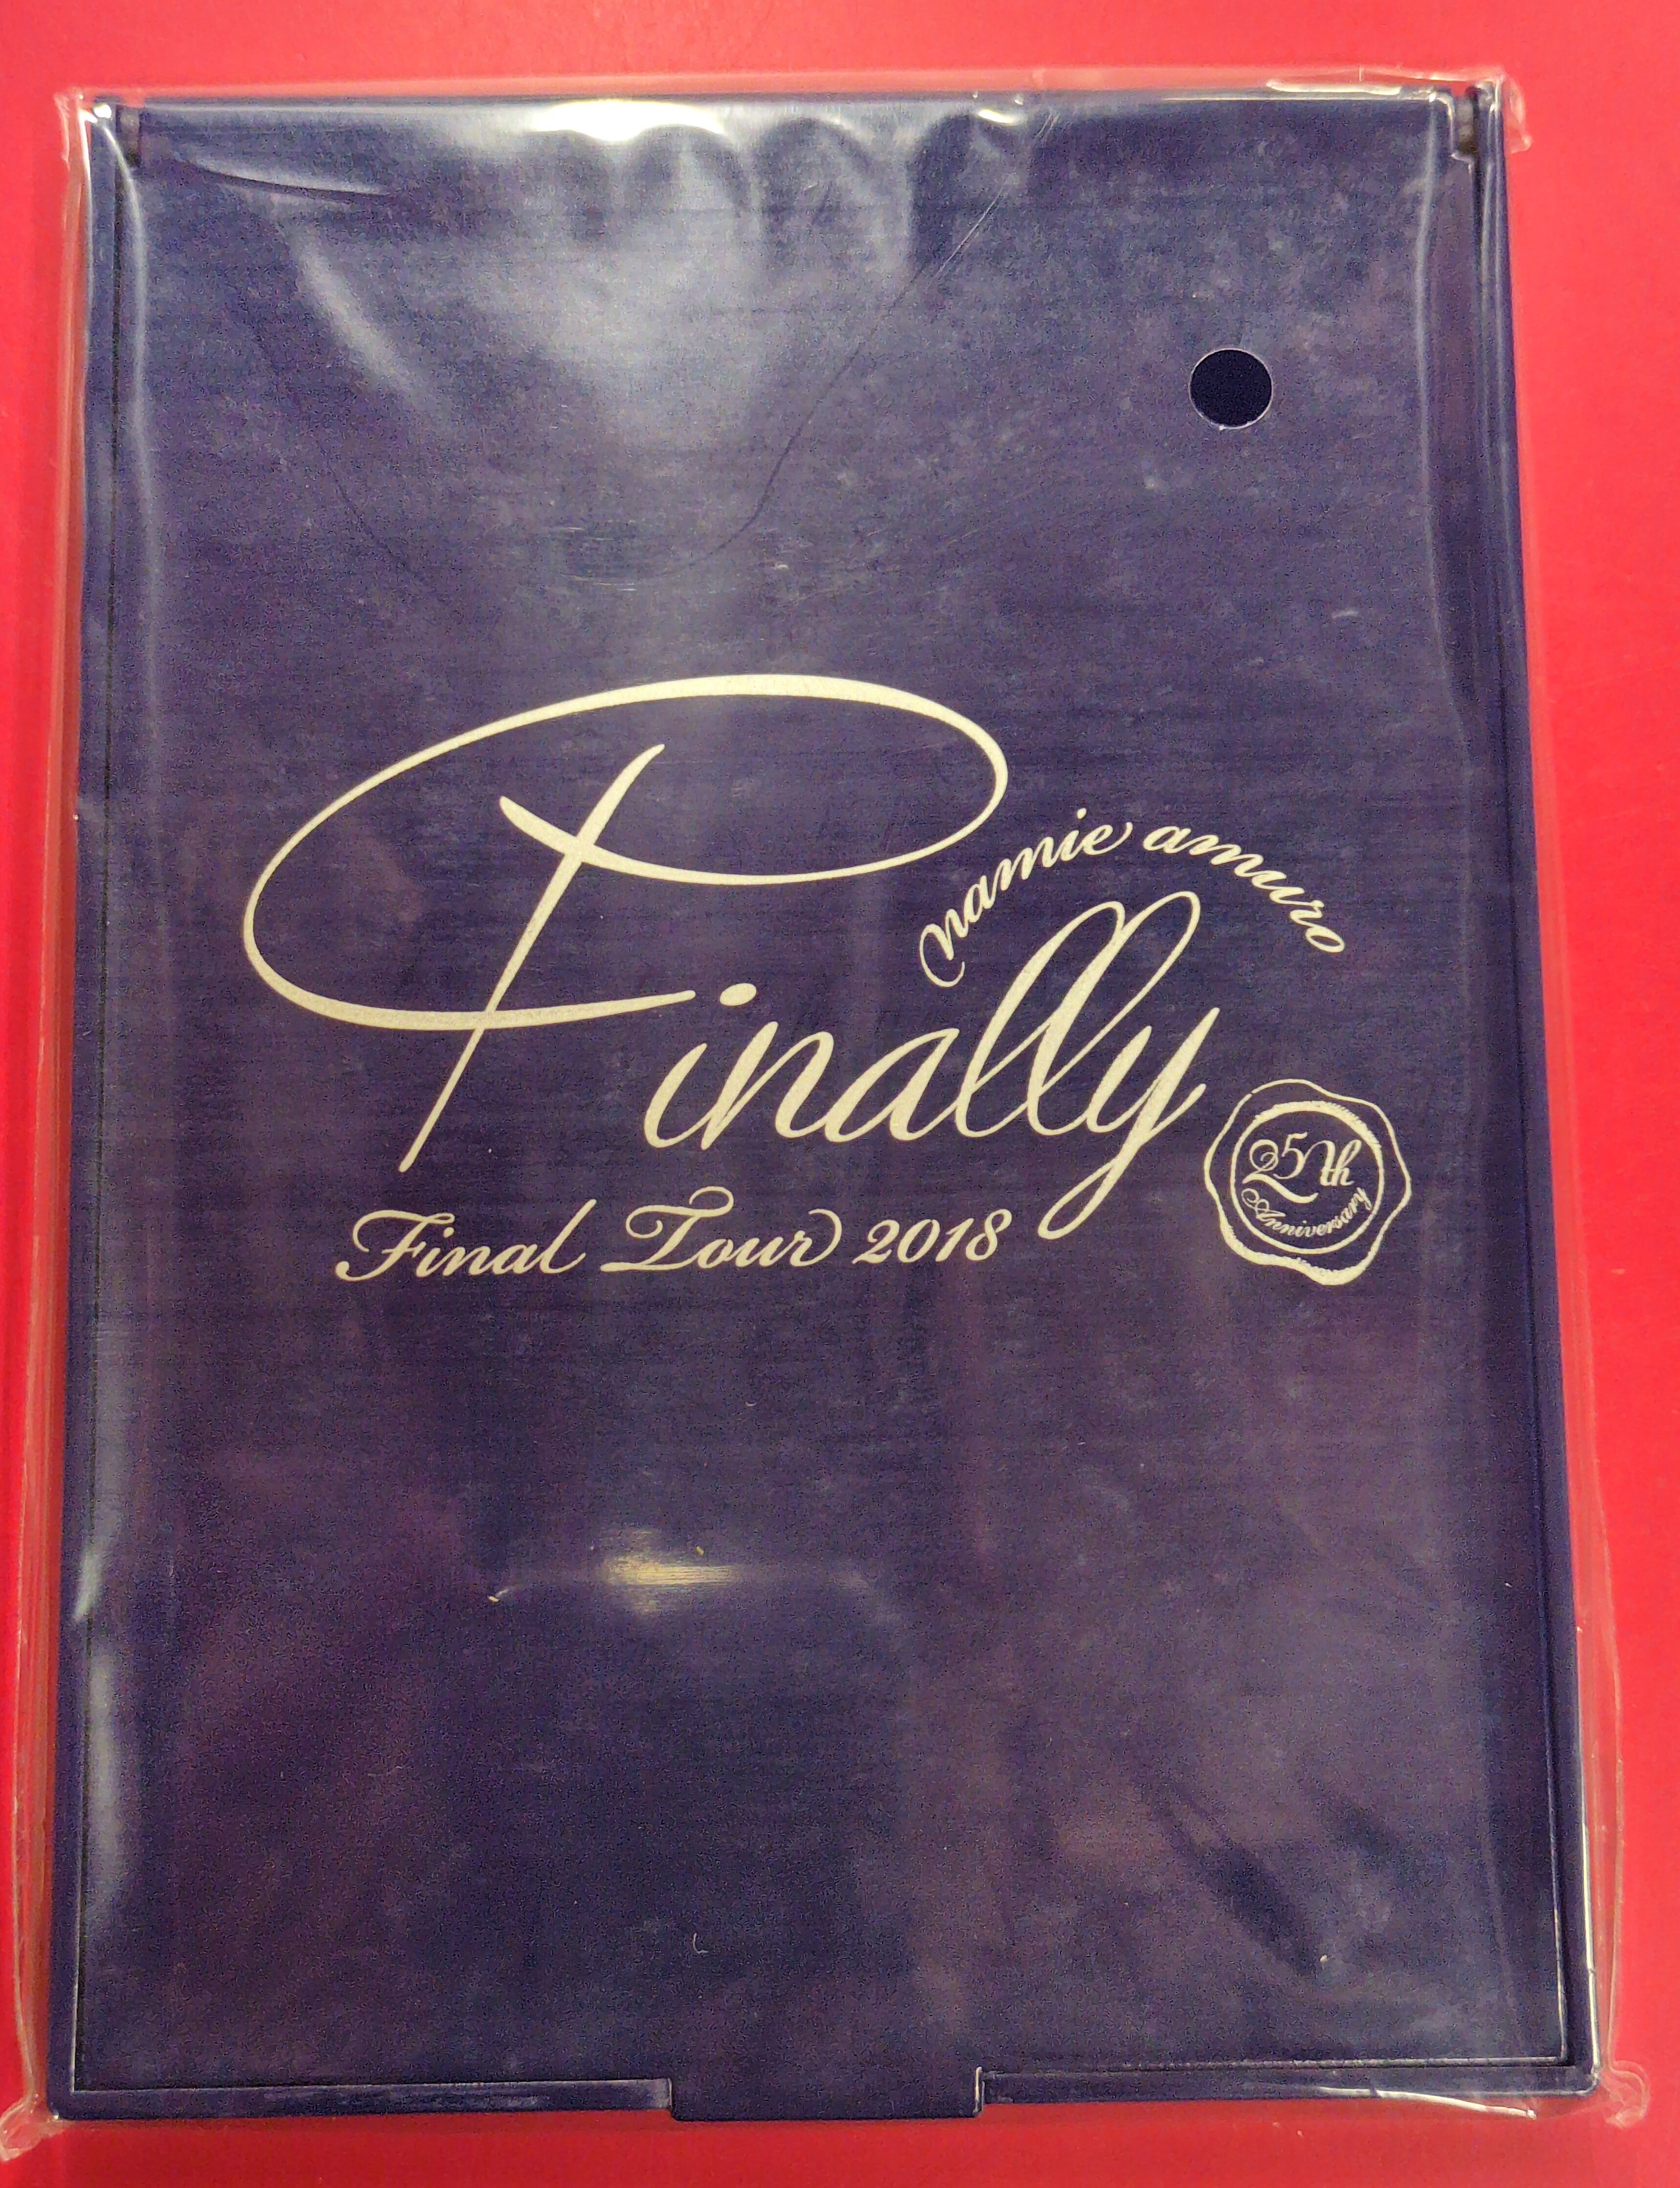 namie amuro
Finally
Final Tour 2018
25th
Anniversary